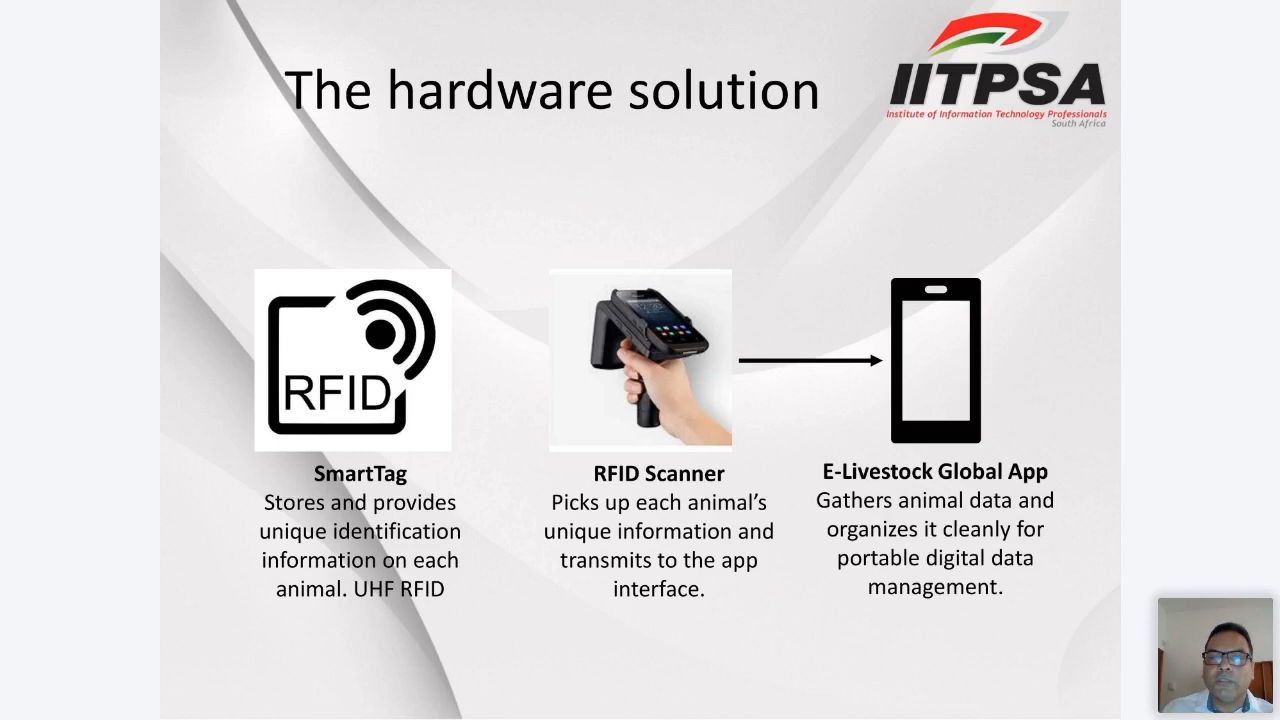 The hardware solution
IITPSA
Institute of Information Technology Professionals
South Africa
RFID
SmartTag
Stores and provides
unique identification
information on each
animal. UHF RFID
RFID Scanner
Picks up each animal’s
unique information and
transmits to the app
interface.
E-Livestock Global App
Gathers animal data and
organizes it cleanly for
portable digital data
management.